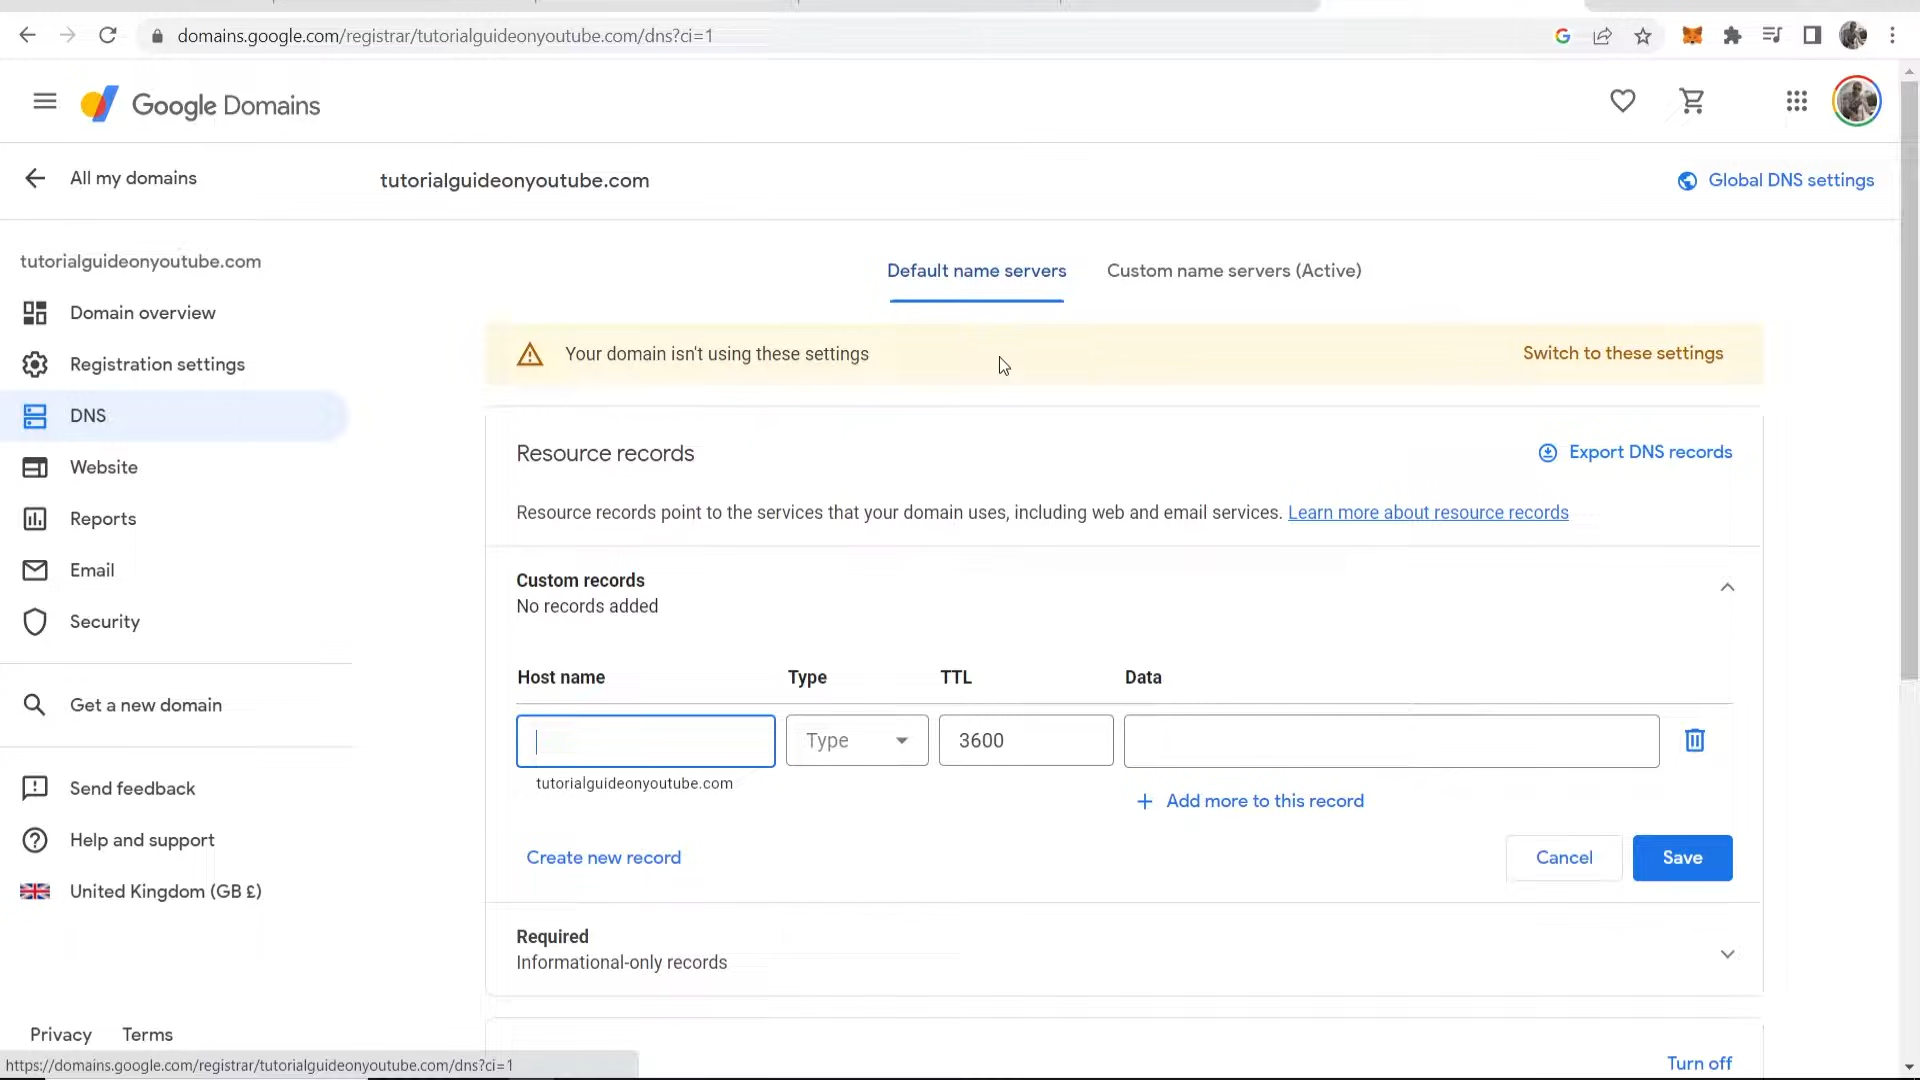 domains.google.com/registrar/tutorialguideonyoutube.com/dns?ci=1
Google Domains
All my domains
tutorialguideonyoutube.com
Global DNS settings
tutorialguideonyoutube.com
Domain overview
Registration settings
DNS
Website
Reports
Email
Security
Get a new domain
Send feedback
Help and support
United Kingdom (GB £)
Privacy Terms
https://domains.google.com/registrar/tutorialguideonyoutube.com/dns?ci=1
Default name servers Custom name servers (Active)
Your domain isn't using these settings Switch to these settings
Resource records Export DNS records
Resource records point to the services that your domain uses, including web and email services. Learn more about resource records
Custom records
No records added
Host name Type TTL Data
Type 3600
tutorialguideonyoutube.com
+ Add more to this record
Create new record Cancel Save
Required
Informational-only records
Turn off